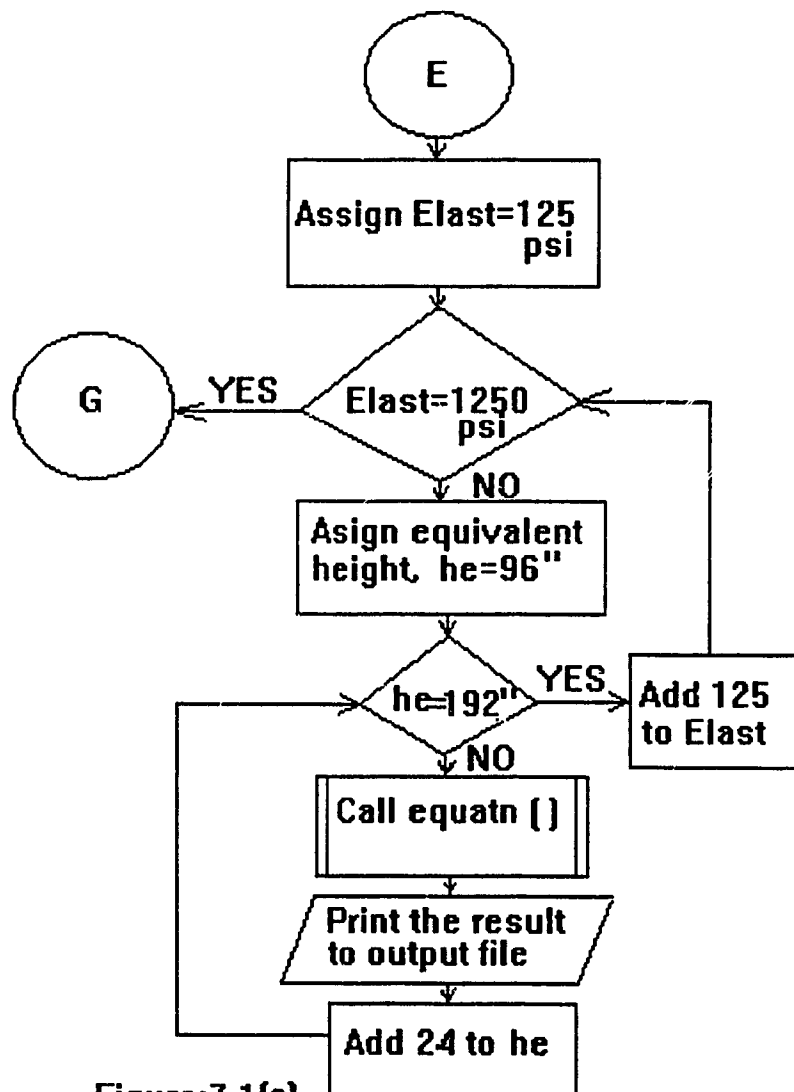 E
Assign Elast=125
psi
G
YES
Elast=1250
psi
NO
Asign equivalent
height, he=96"
he=192"
YES
Add 125
to Elast
NO
Call equatn ()
Print the result
to output file
Add 24 to he
Figure:7.1(e)